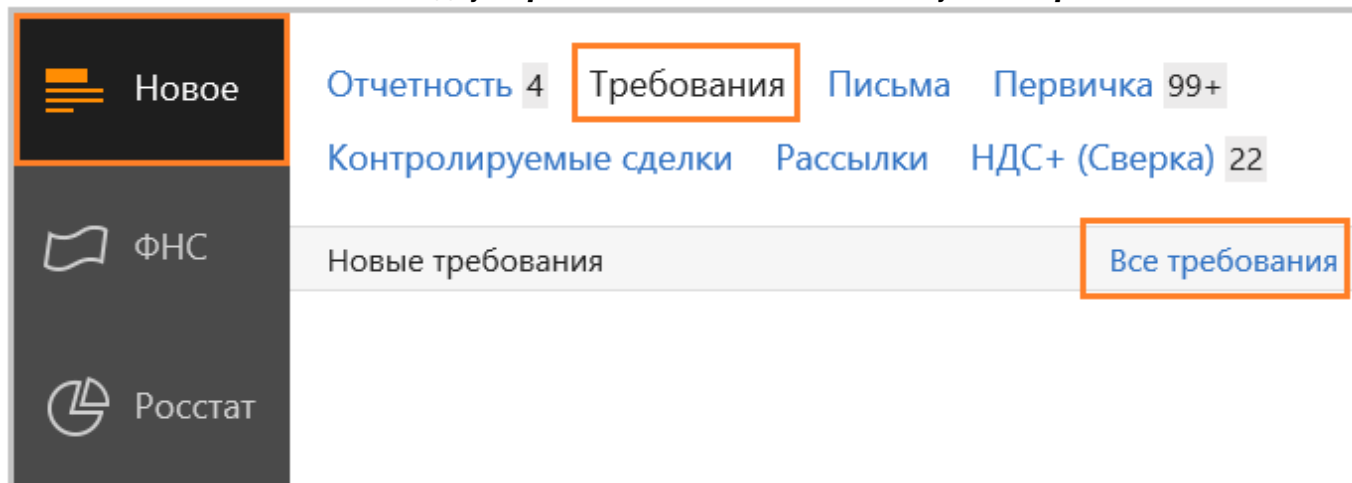 Новое
Отчетность 4 Требования Письма Первичка 99+
Контролируемые сделки Рассылки НДС+ (Сверка) 22
ФНС
Новые требования Все требования
Росстат